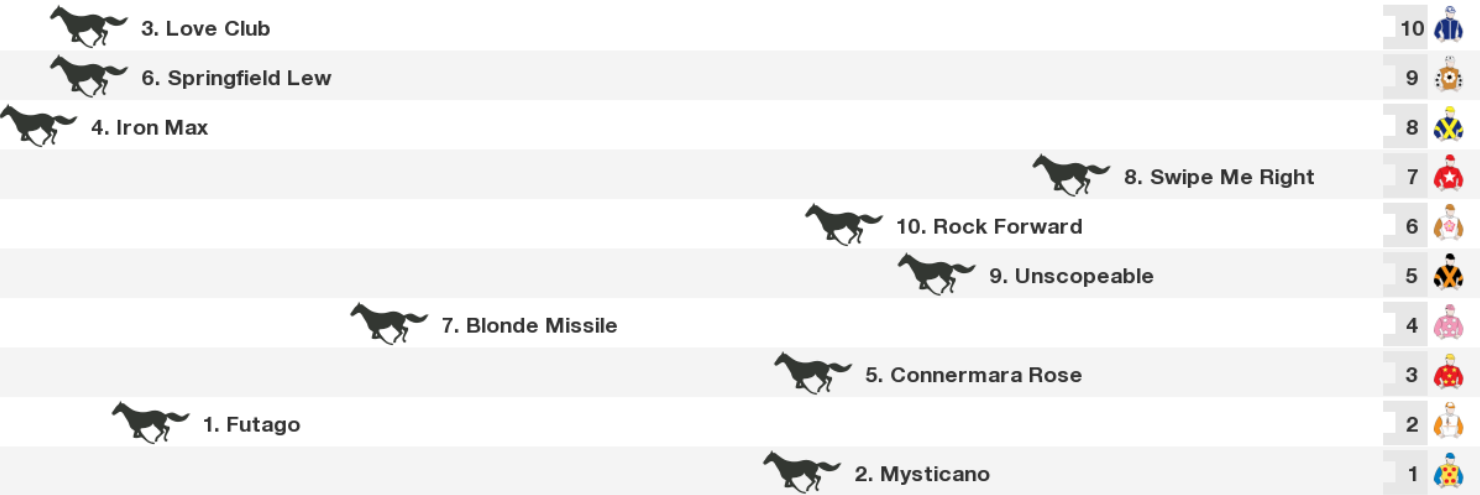 3. Love Club 10
6. Springfield Lew 9
4. Iron Max 8
8. Swipe Me Right 7
10. Rock Forward 6
9. Unscopeable 5
7. Blonde Missile 4
5. Connermara Rose 3
1. Futago 2
2. Mysticano 1